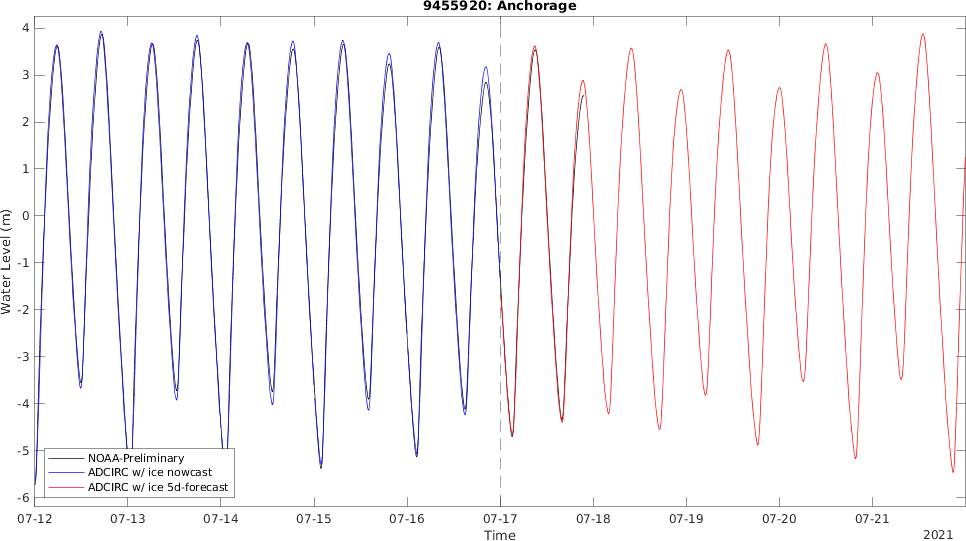 9455920: Anchorage
4
3
2
1
0
-1
-2
-3
-4
-5
-6
Water Level (m)
NOAA-Preliminary
ADCIRC w/ ice nowcast
ADCIRC w/ ice 5d-forecast
07-12 07-13 07-14 07-15 07-16 07-17 07-18 07-19 07-20 07-21
Time
2021